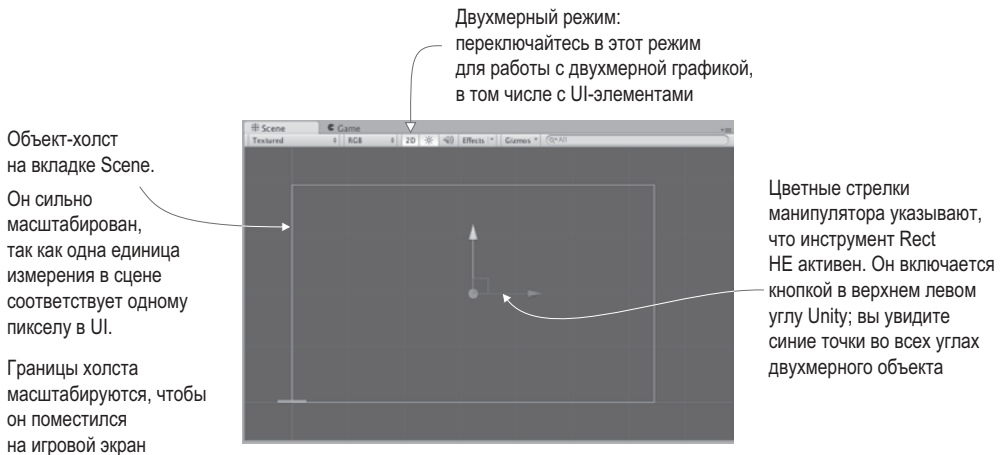 Двухмерный режим:
переключайтесь в этот режим
для работы с двухмерной графикой,
в том числе с UI-элементами
Объект-холст
на вкладке Scene.
Он сильно
масштабирован,
так как одна единица
измерения в сцене
соответствует одному
пикселу в UI.
Границы холста
масштабируются, чтобы
он поместился
на игровой экран
Scene Game
Textured RGB 2D Effects Gizmos All
Цветные стрелки
манипулятора указывают,
что инструмент Rect
НЕ активен. Он включается
кнопкой в верхнем левом
углу Unity; вы увидите
синие точки во всех углах
двухмерного объекта